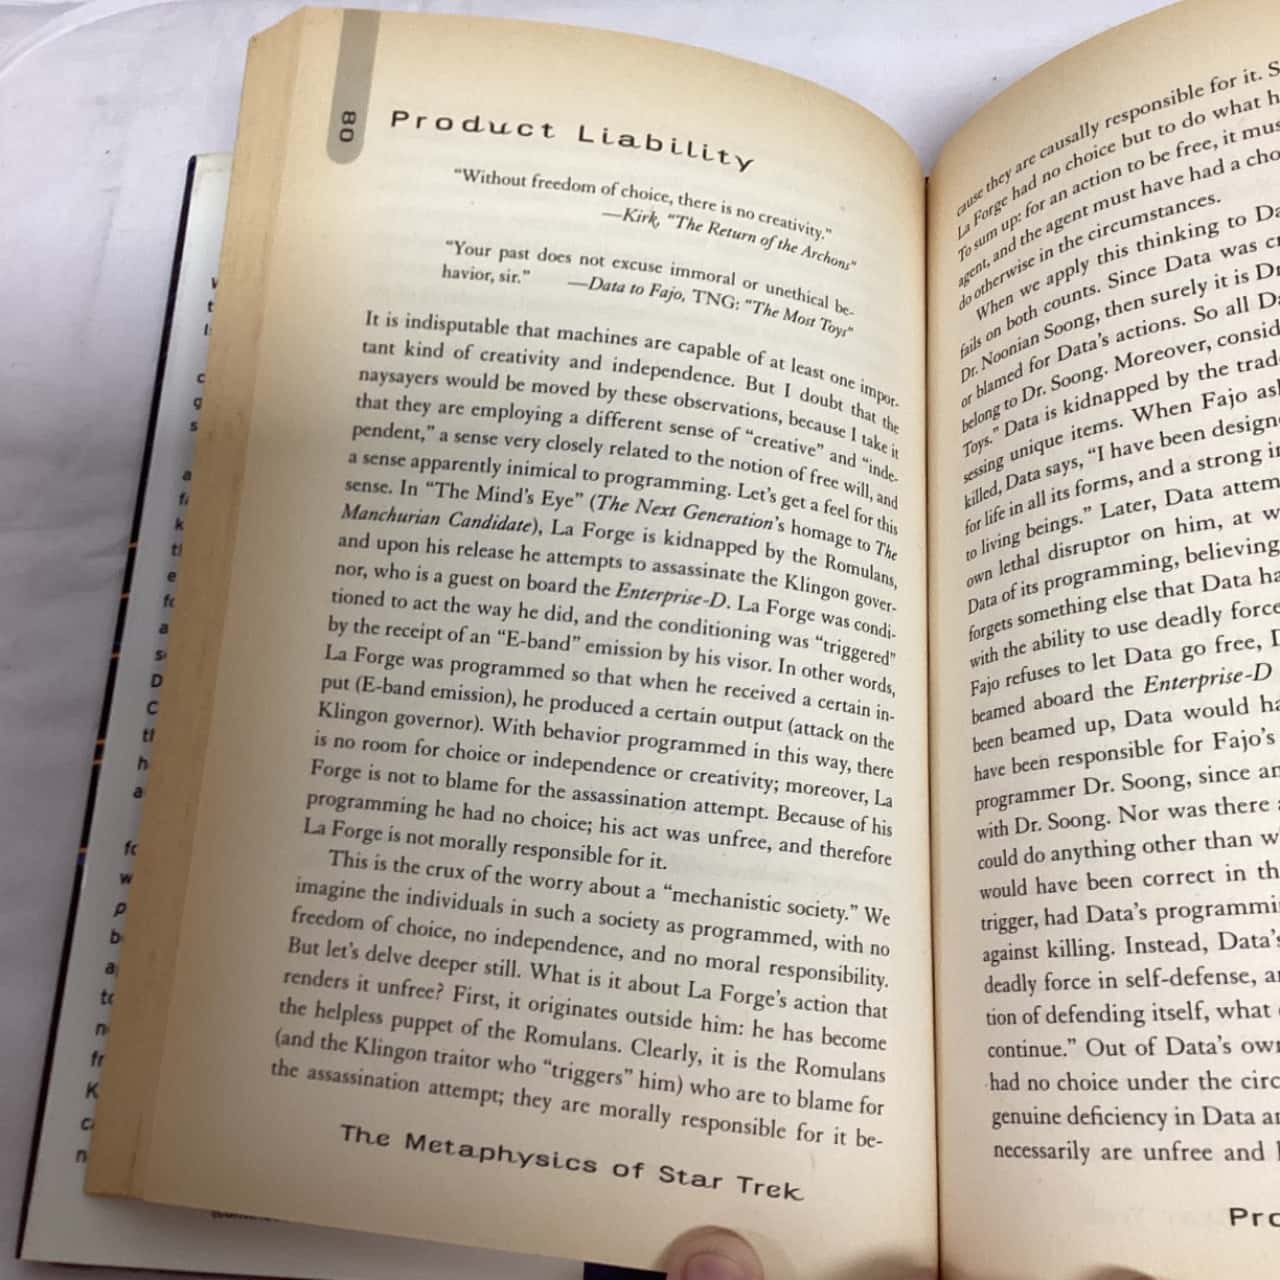 80
Product Liability
"Without freedom of choice, there is no creativity."
—Kirk, "The Return of the Archons"
"Your past does not excuse immoral or unethical be-
havior, sir." —Data to Fajo, TNG: "The Most Toys"
It is indisputable that machines are capable of at least one impor-
tant kind of creativity and independence. But I doubt that the
naysayers would be moved by these observations, because I take it
that they are employing a different sense of "creative" and "inde-
pendent," a sense very closely related to the notion of free will, and
a sense apparently inimical to programming. Let's get a feel for this
sense. In "The Mind's Eye" (The Next Generation's homage to The
Manchurian Candidate), La Forge is kidnapped by the Romulans,
and upon his release he attempts to assassinate the Klingon gover-
nor, who is a guest on board the Enterprise-D. La Forge was condi-
tioned to act the way he did, and the conditioning was "triggered"
by the receipt of an "E-band" emission by his visor. In other words,
La Forge was programmed so that when he received a certain in-
put (E-band emission), he produced a certain output (attack on the
Klingon governor). With behavior programmed in this way, there
is no room for choice or independence or creativity; moreover, La
Forge is not to blame for the assassination attempt. Because of his
programming he had no choice; his act was unfree, and therefore
La Forge is not morally responsible for it.
This is the crux of the worry about a "mechanistic society." We
imagine the individuals in such a society as programmed, with no
freedom of choice, no independence, and no moral responsibility.
But let's delve deeper still. What is it about La Forge's action that
renders it unfree? First, it originates outside him: he has become
the helpless puppet of the Romulans. Clearly, it is the Romulans
(and the Klingon traitor who "triggers" him) who are to blame for
the assassination attempt; they are morally responsible for it be-
The Metaphysics of Star Trek
cause they are causally responsible for it.
La Forge had no choice but to do what
To sum up: for an action to be free, it
agent, and the agent must have had a
do otherwise in the circumstances.
When we apply this thinking to
fails on both counts. Since Data was
Dr. Noonian Soong, then surely it is
or blamed for Data's actions. So all
belong to Dr. Soong. Moreover,
Toys." Data is kidnapped by the
sessing unique items. When Fajo
killed, Data says, "I have been
for life in all its forms, and a strong
to living beings." Later, Data
own lethal disruptor on him, at
Data of its programming, believing
forgets something else that Data
with the ability to use deadly force
Fajo refuses to let Data go free,
beamed aboard the Enterprise-D
been beamed up, Data would
have been responsible for Fajo's
programmer Dr. Soong, since
with Dr. Soong. Nor was there
could do anything other than
would have been correct in
trigger, had Data's
against killing. Instead, Data's
deadly force in self-defense,
tion of defending itself, what
continue." Out of Data's own
had no choice under the
genuine deficiency in Data
necessarily are unfree and